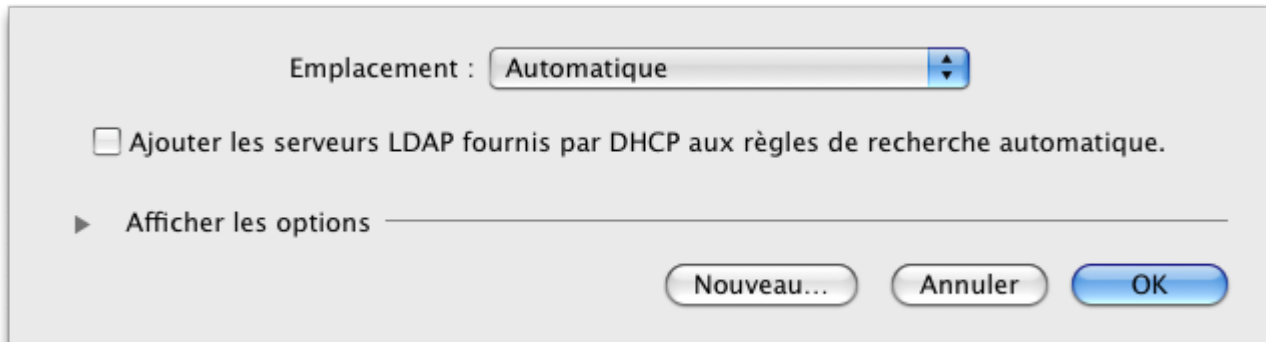 Emplacement : Automatique
Ajouter les serveurs LDAP fournis par DHCP aux règles de recherche automatique.
Afficher les options
Nouveau... Annuler OK